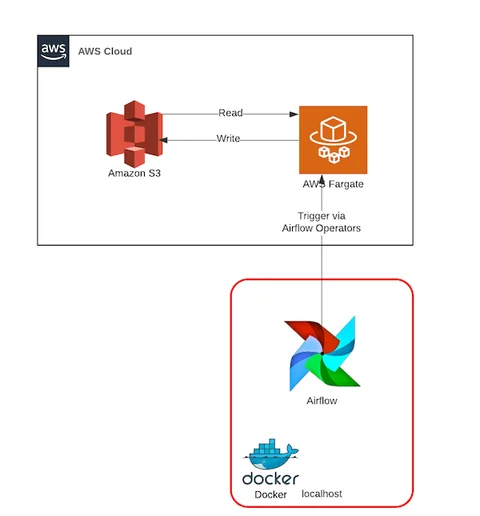 aws
AWS Cloud
Read
Write
Amazon S3
AWS Fargate
Trigger via
Airflow Operators
Airflow
docker
Docker
localhost